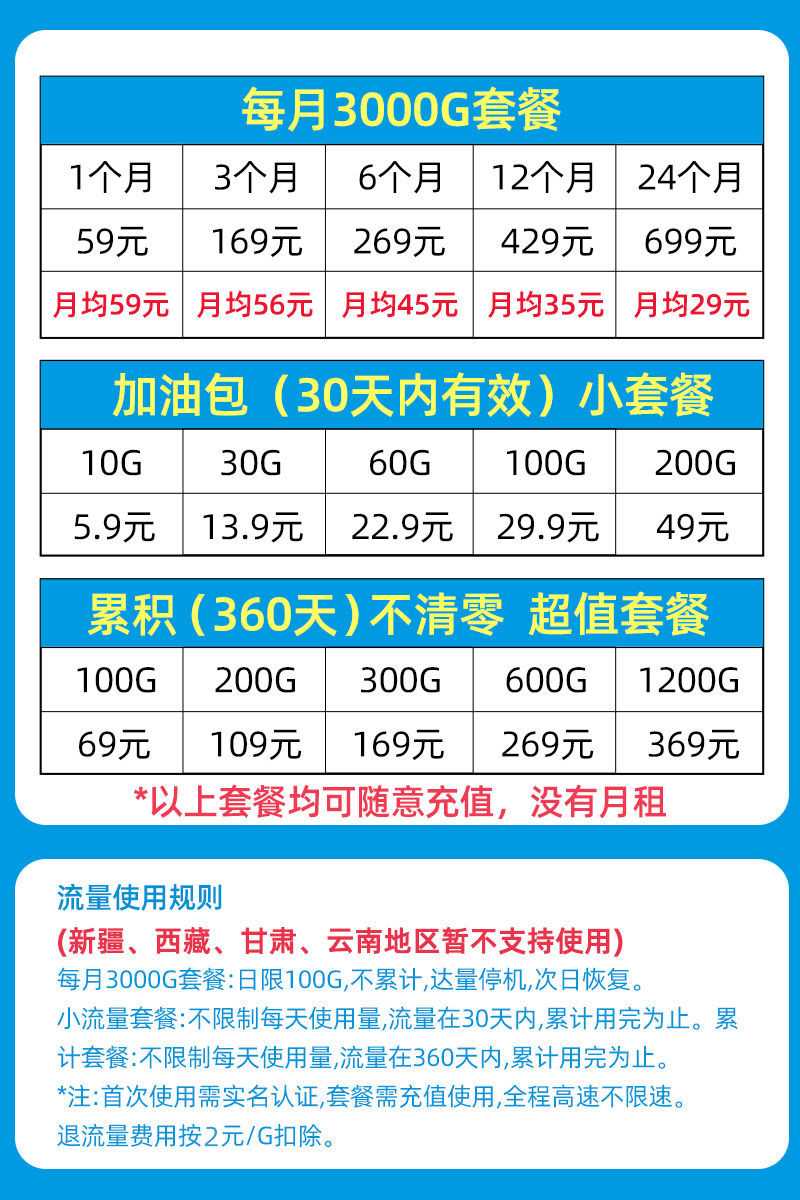 每月3000G套餐
1个月 3个月 6个月 12个月 24个月
59元 169元 269元 429元 699元
月均59元 月均56元 月均45元 月均35元 月均29元
加油包（30天内有效）小套餐
10G 30G 60G 100G 200G
5.9元 13.9元 22.9元 29.9元 49元
累积(360天)不清零 超值套餐
100G 200G 300G 600G 1200G
69元 109元 169元 269元 369元
*以上套餐均可随意充值，没有月租
流量使用规则
(新疆、西藏、甘肃、云南地区暂不支持使用)
每月3000G套餐:日限100G,不累计,达量停机,次日恢复。
小流量套餐:不限制每天使用量,流量在30天内,累计用完为止。累
计套餐:不限制每天使用量,流量在360天内,累计用完为止。
*注:首次使用需实名认证,套餐需充值使用,全程高速不限速。
退流量费用按2元/G扣除。